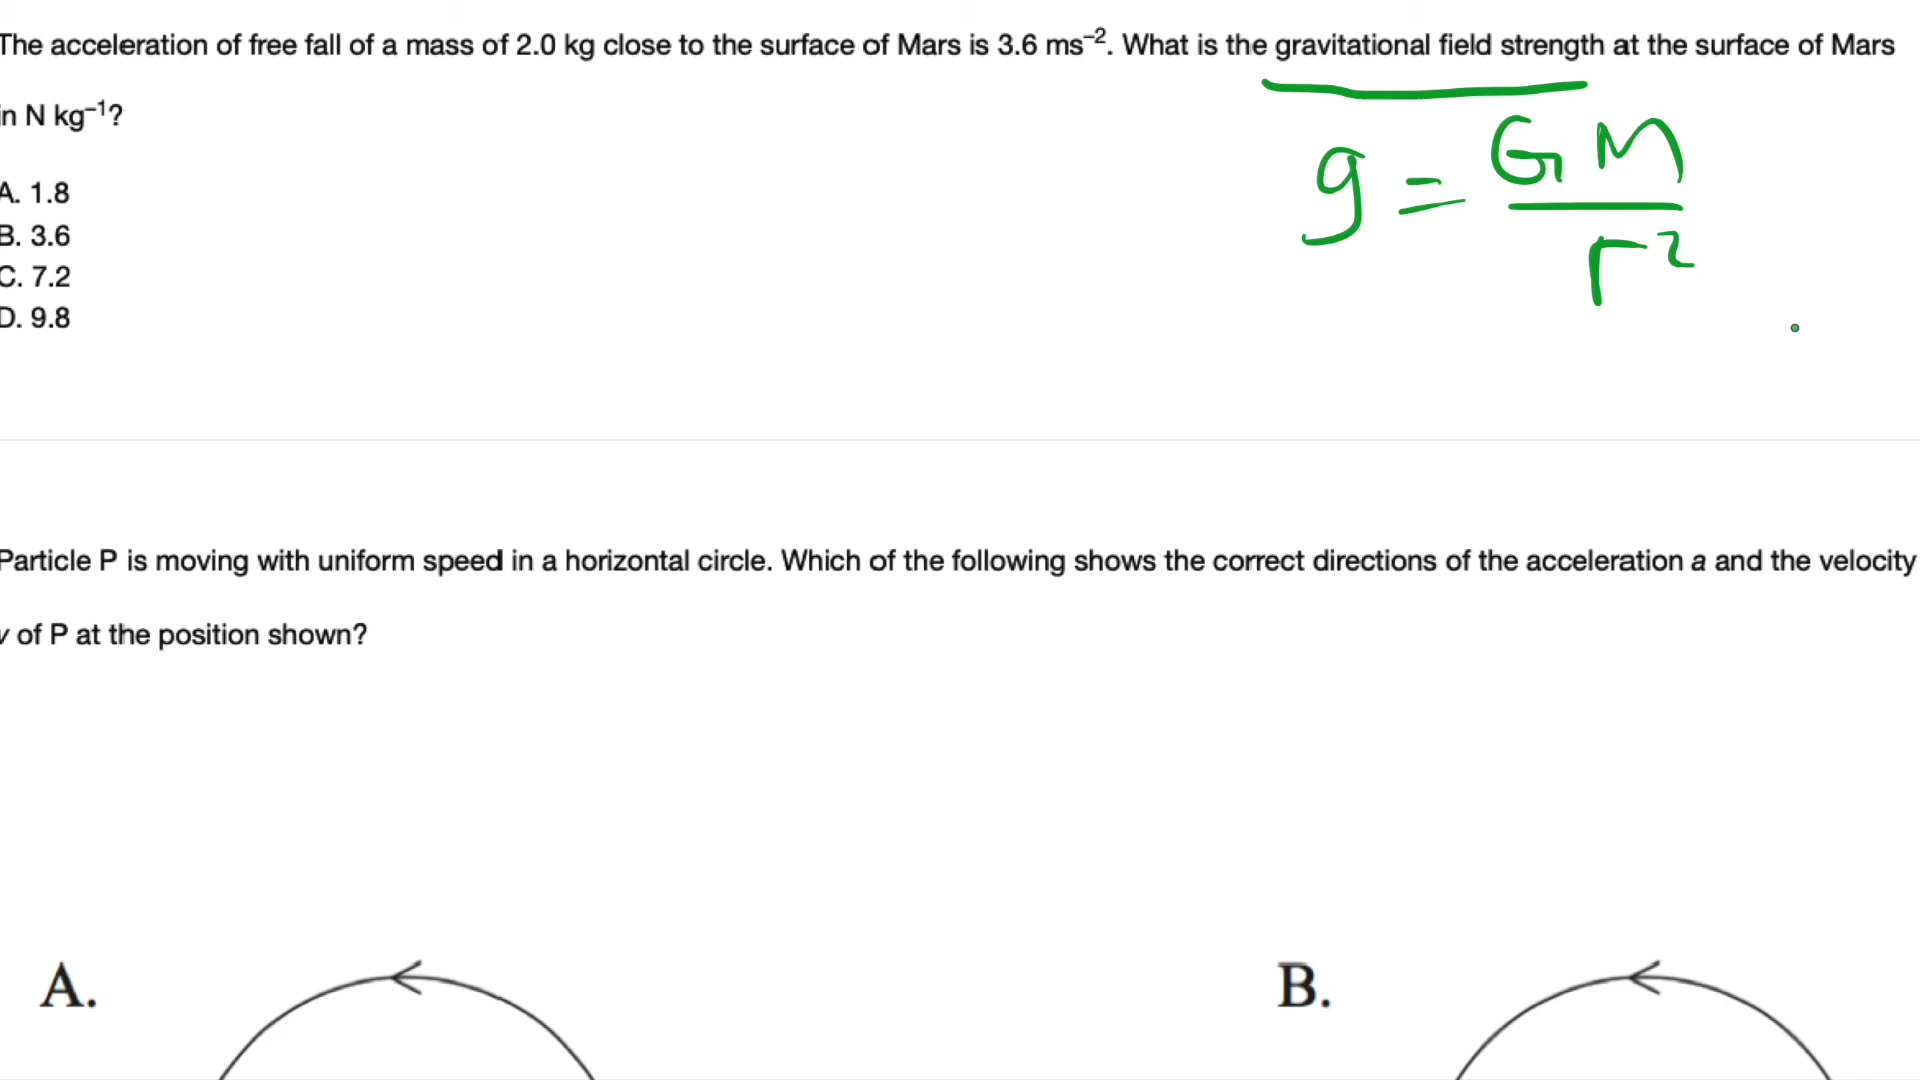 The acceleration of free fall of a mass of 2.0 kg close to the surface of Mars is 3.6 ms⁻². What is the gravitational field strength at the surface of Mars
in N kg⁻¹?
g = GM / r²
A. 1.8
B. 3.6
C. 7.2
D. 9.8
Particle P is moving with uniform speed in a horizontal circle. Which of the following shows the correct directions of the acceleration a and the velocity
v of P at the position shown?
A.
B.